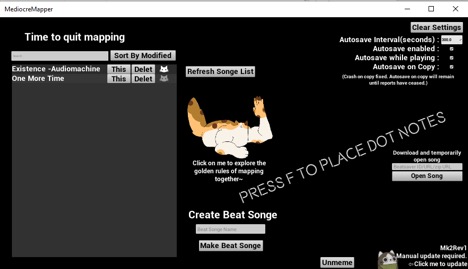 MediocreMapper
Clear Settings
Time to quit mapping
Autosave Interval(seconds) : 300.0
Sort By Modified
Autosave enabled :
Autosave while playing :
Autosave on Copy :
Existence -Audiomachine This Delet
One More Time This Delet
Refresh Songe List
(Crash on copy fixed. Autosave on copy will remain
until reports have ceased.)
PRESS F TO PLACE DOT NOTES
Click on me to explore
the golden rules of mapping
together~
Download and temporarily
open song
Open Song
Create Beat Songe
Beat Songe Name
Make Beat Songe
Unmeme
Mk2Rev1
Manual update required.
Click me to update